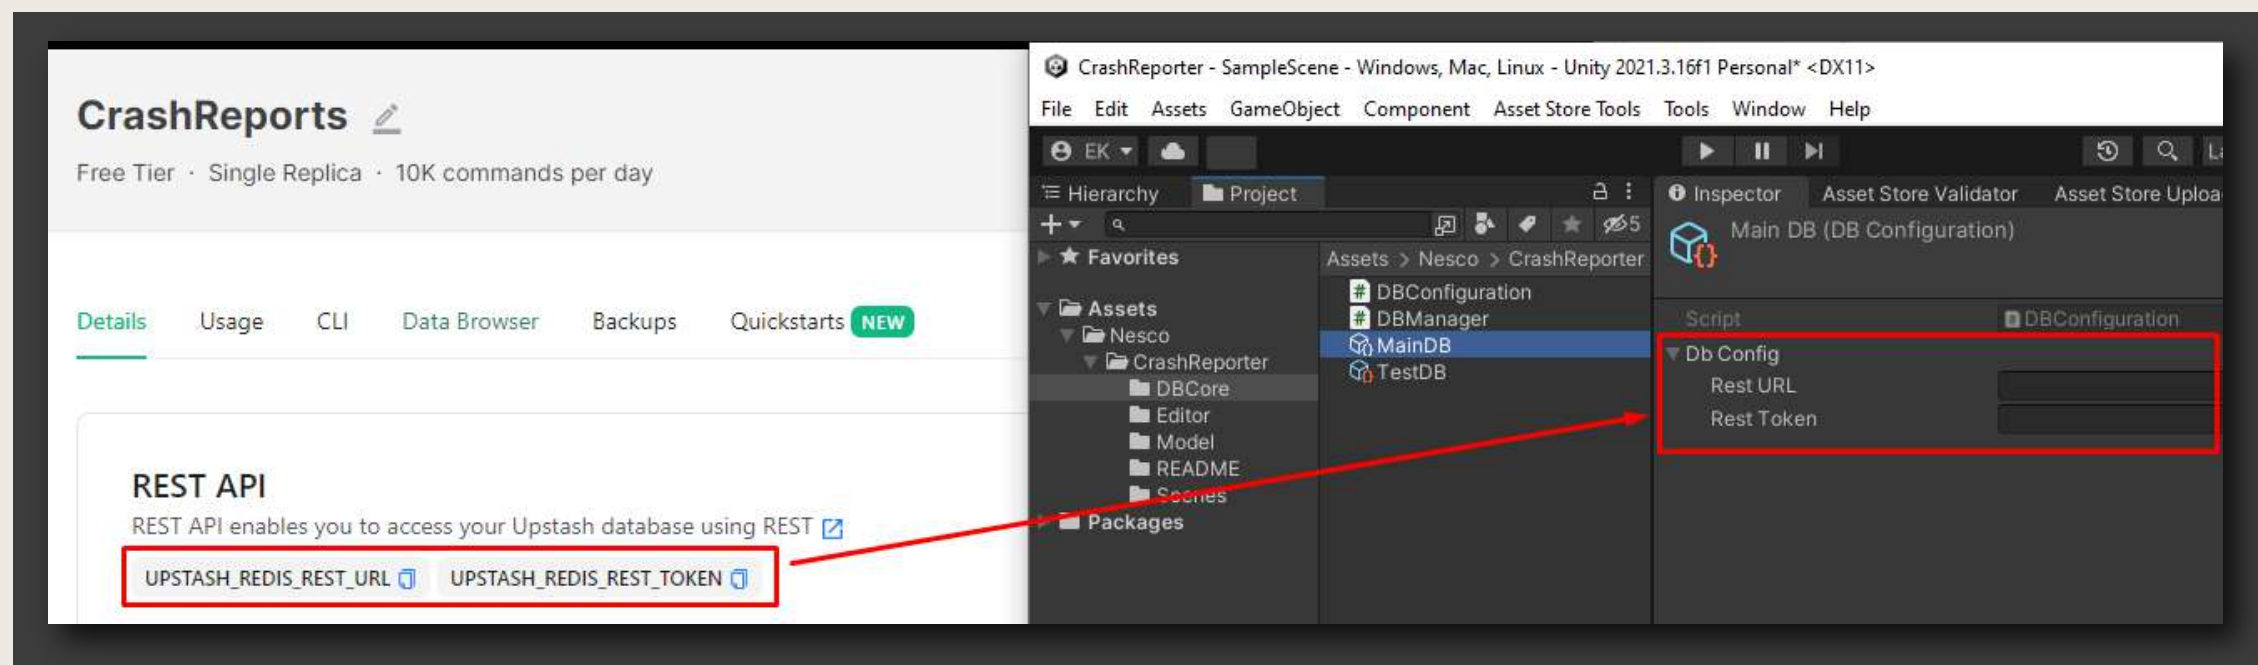 CrashReports
Free Tier · Single Replica · 10K commands per day
Details Usage CLI Data Browser Backups Quickstarts NEW
REST API
REST API enables you to access your Upstash database using REST
UPSTASH_REDIS_REST_URL UPSTASH_REDIS_REST_TOKEN
CrashReporter - SampleScene - Windows, Mac, Linux - Unity 2021.3.16f1 Personal* <DX11>
File Edit Assets GameObject Component Asset Store Tools Tools Window Help
EK
Hierarchy Project
5
Favorites
Assets
Nesco
CrashReporter
DBCore
Editor
Model
README
Scenes
Packages
Assets > Nesco > CrashReporter
DBConfiguration
DBManager
MainDB
TestDB
Inspector Asset Store Validator Asset Store Uploa
Main DB (DB Configuration)
Script DBConfiguration
Db Config
Rest URL
Rest Token